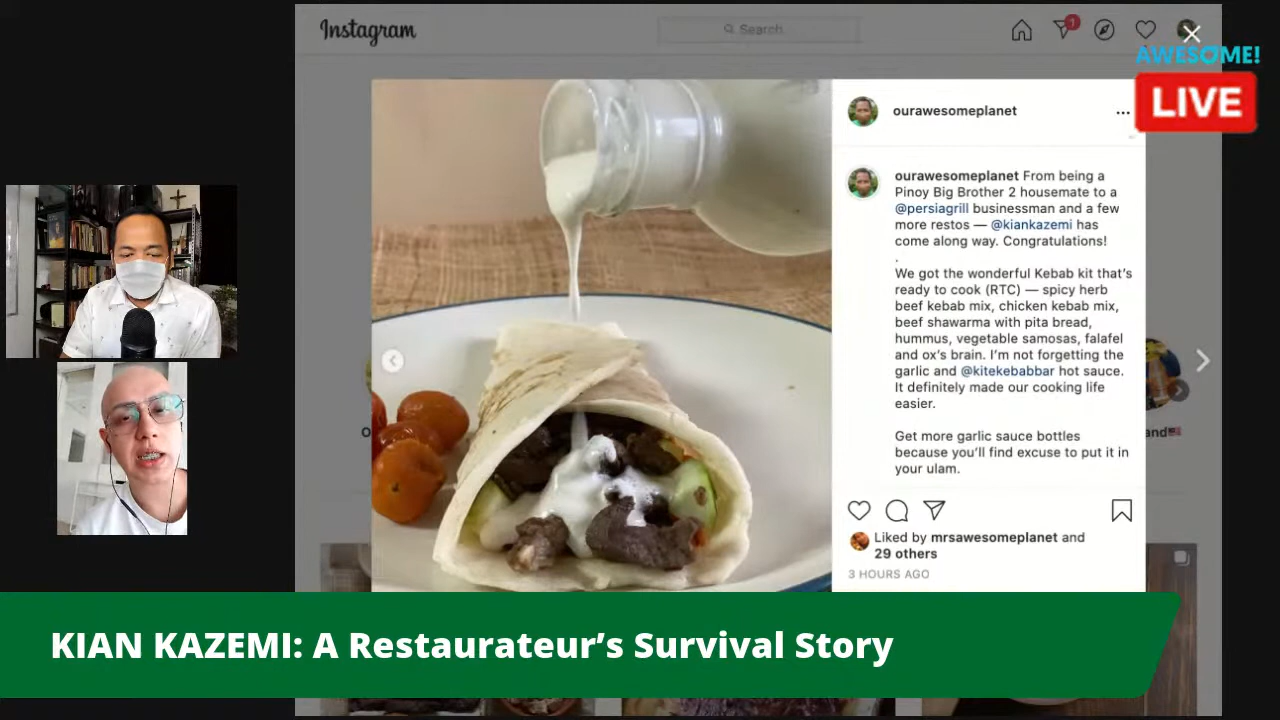 Instagram
Search
1
AWESOME!
LIVE
ourawesomeplanet
ourawesomeplanet From being a
Pinoy Big Brother 2 housemate to a
@persiagrill businessman and a few
more restos — @kiankazemi has
come along way. Congratulations!
.
We got the wonderful Kebab kit that's
ready to cook (RTC) — spicy herb
beef kebab mix, chicken kebab mix,
beef shawarma with pita bread,
hummus, vegetable samosas, falafel
and ox's brain. I'm not forgetting the
garlic and @kitekebabbar hot sauce.
It definitely made our cooking life
easier.
Get more garlic sauce bottles
because you'll find excuse to put it in
your ulam.
Liked by mrsawesomeplanet and
29 others
3 HOURS AGO
KIAN KAZEMI: A Restaurateur's Survival Story